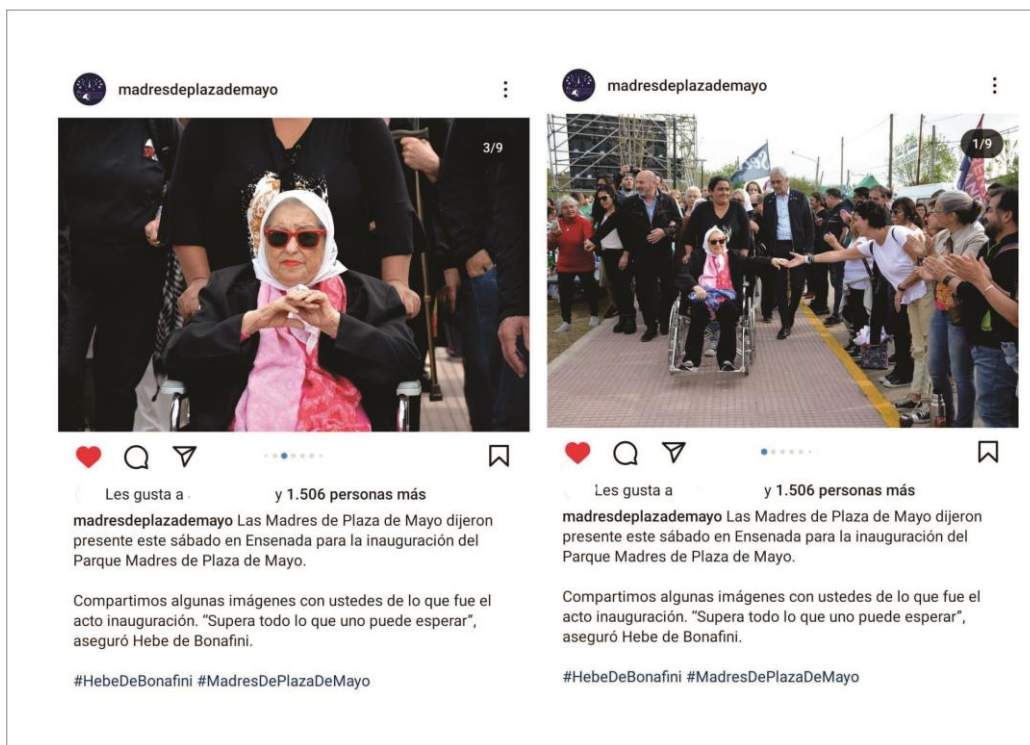 madresdeplazademayo
3/9
Les gusta a y 1.506 personas más
madresdeplazademayo Las Madres de Plaza de Mayo dijeron
presente este sábado en Ensenada para la inauguración del
Parque Madres de Plaza de Mayo.
Compartimos algunas imágenes con ustedes de lo que fue el
acto inauguración. “Supera todo lo que uno puede esperar”,
aseguró Hebe de Bonafini.
#HebeDeBonafini #MadresDePlazaDeMayo
madresdeplazademayo
1/9
Les gusta a y 1.506 personas más
madresdeplazademayo Las Madres de Plaza de Mayo dijeron
presente este sábado en Ensenada para la inauguración del
Parque Madres de Plaza de Mayo.
Compartimos algunas imágenes con ustedes de lo que fue el
acto inauguración. “Supera todo lo que uno puede esperar”,
aseguró Hebe de Bonafini.
#HebeDeBonafini #MadresDePlazaDeMayo